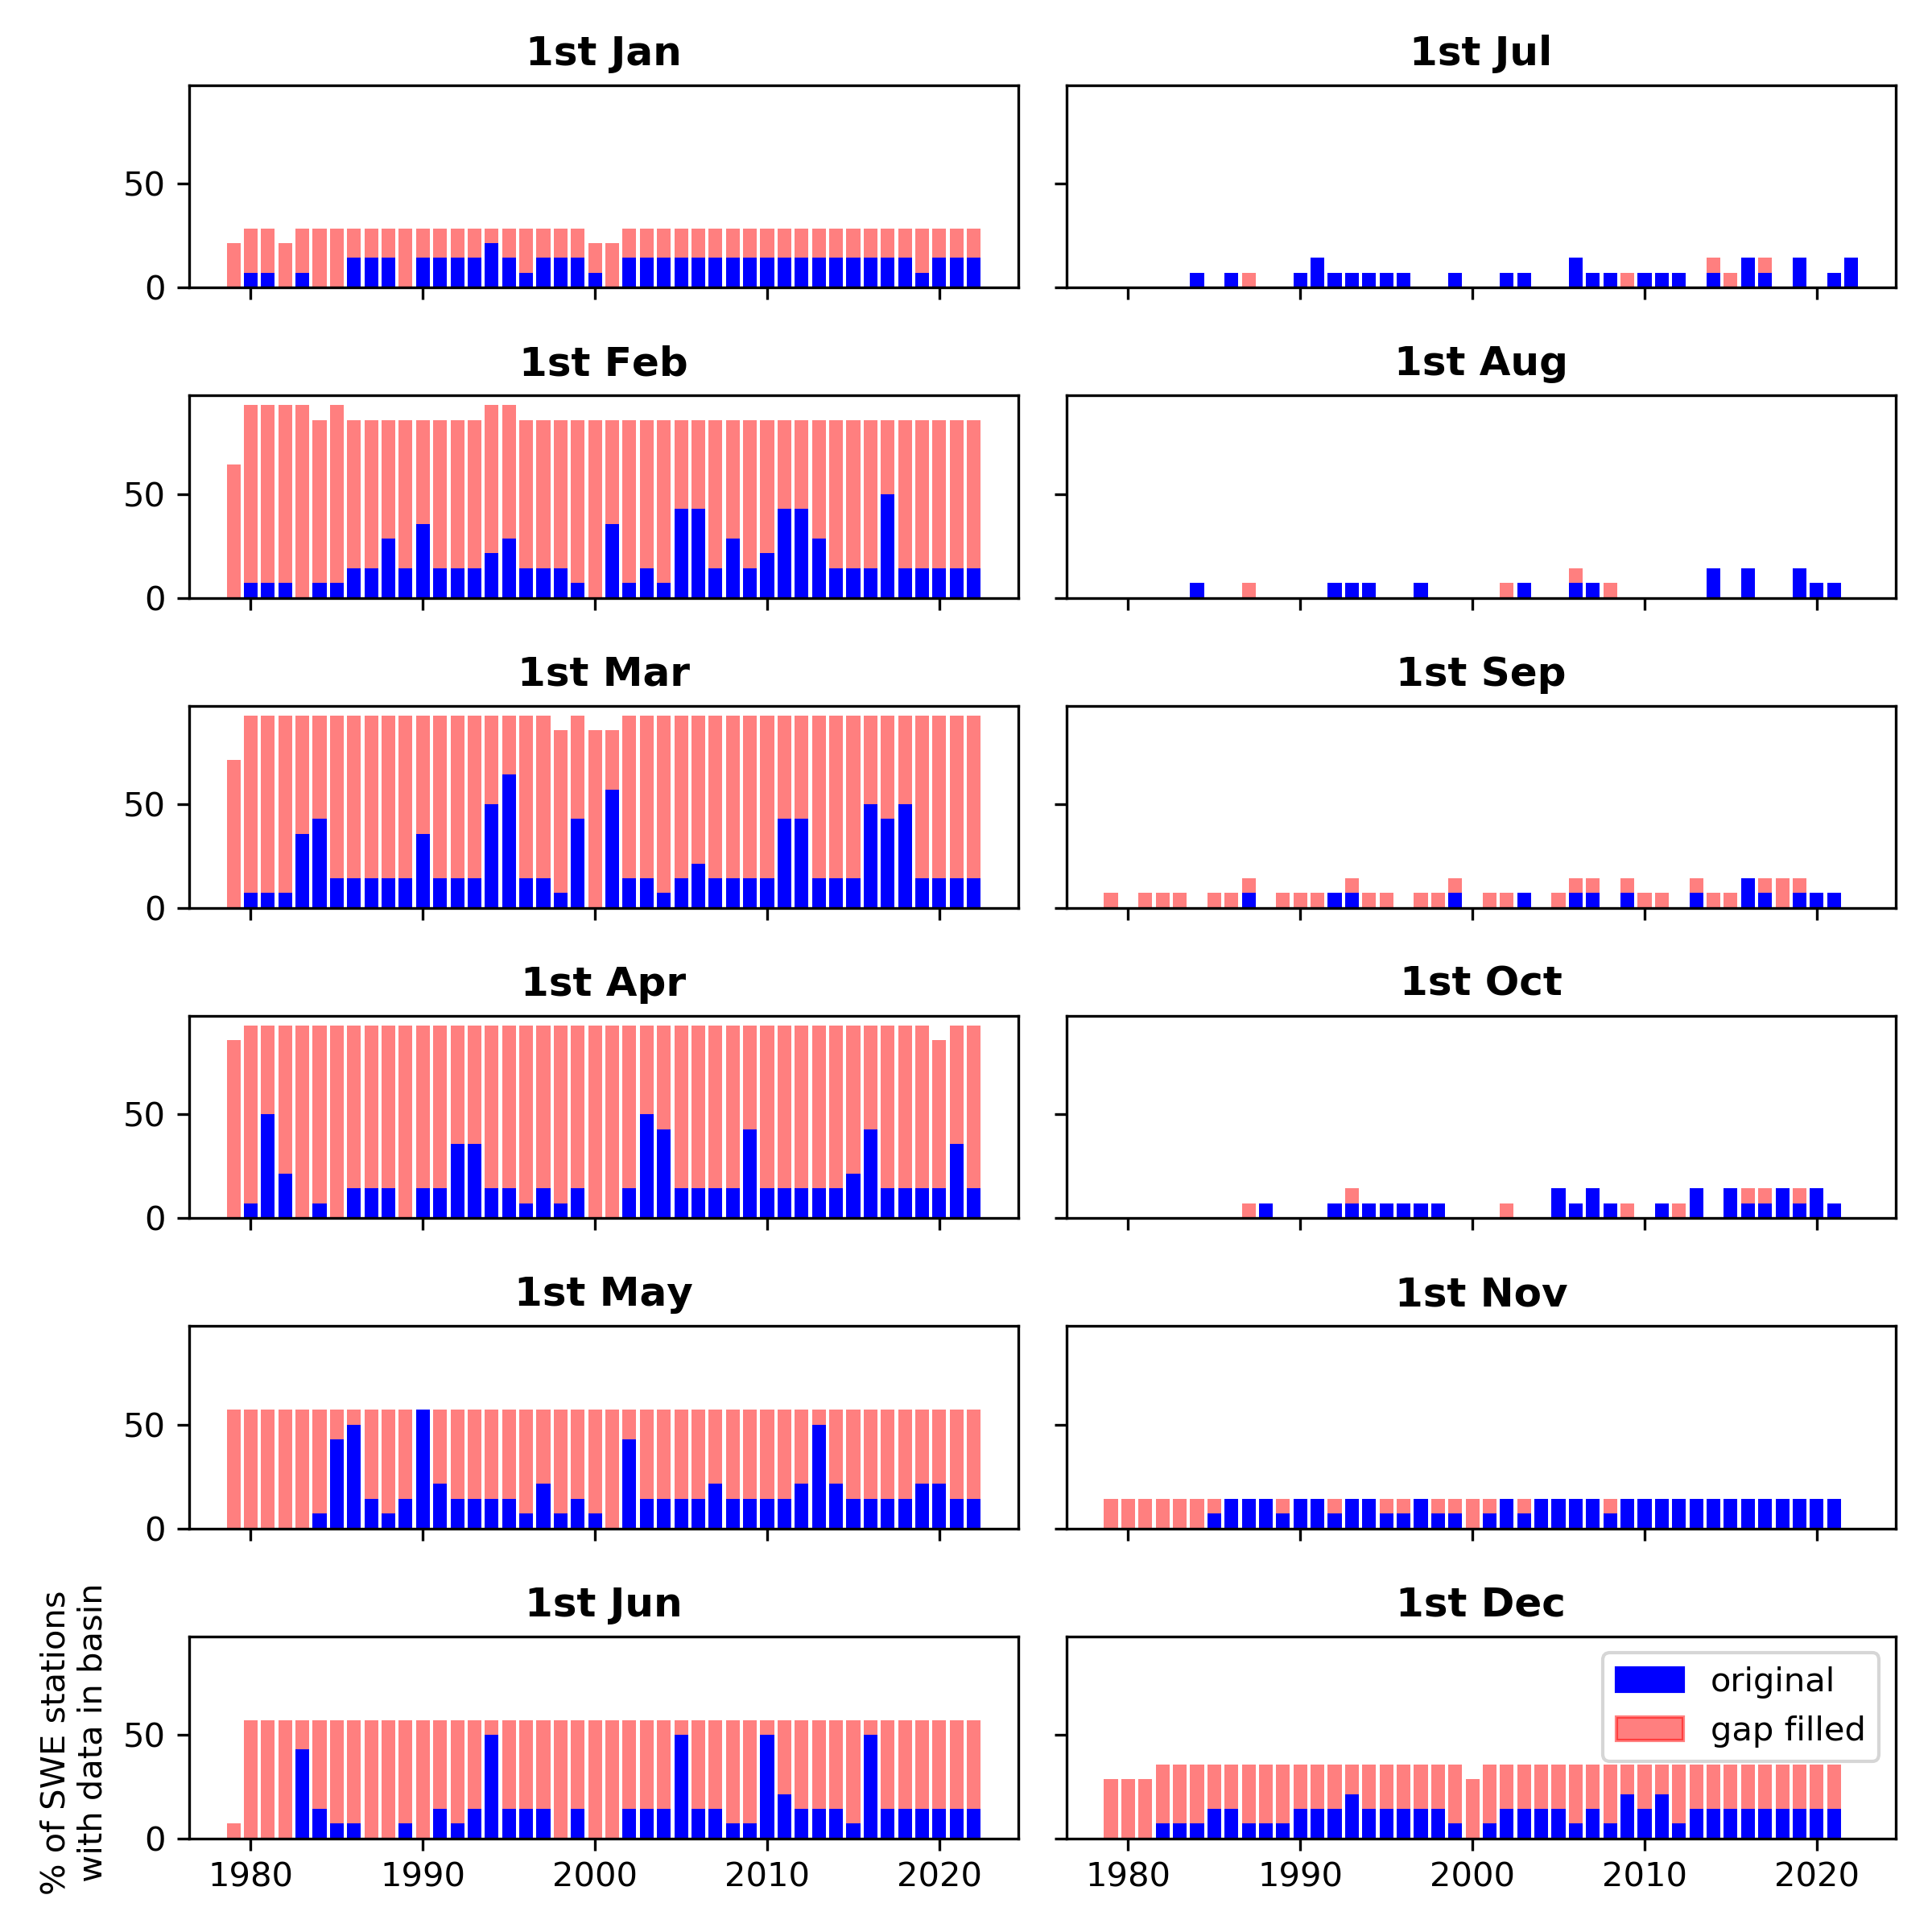 1st Jan
50
0
1st Jul
1st Feb
50
0
1st Aug
1st Mar
50
0
1st Sep
1st Apr
50
0
1st Oct
1st May
50
0
1st Nov
1st Jun
% of SWE stations
with data in basin
50
0
1980 1990 2000 2010 2020
1st Dec
original
gap filled
1980 1990 2000 2010 2020